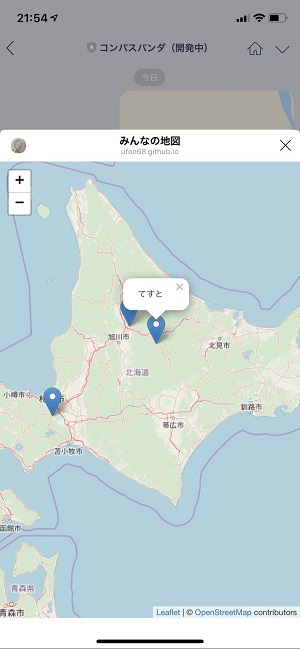 21:54
コンパスパンダ（開発中）
今日
みんなの地図
ufoo68.github.io
+
−
てすと
×
旭川市
北見市
北海道
小樽市
釧路市
帯広市
苫小牧市
函館市
青森県
青森市
Leaflet | © OpenStreetMap contributors